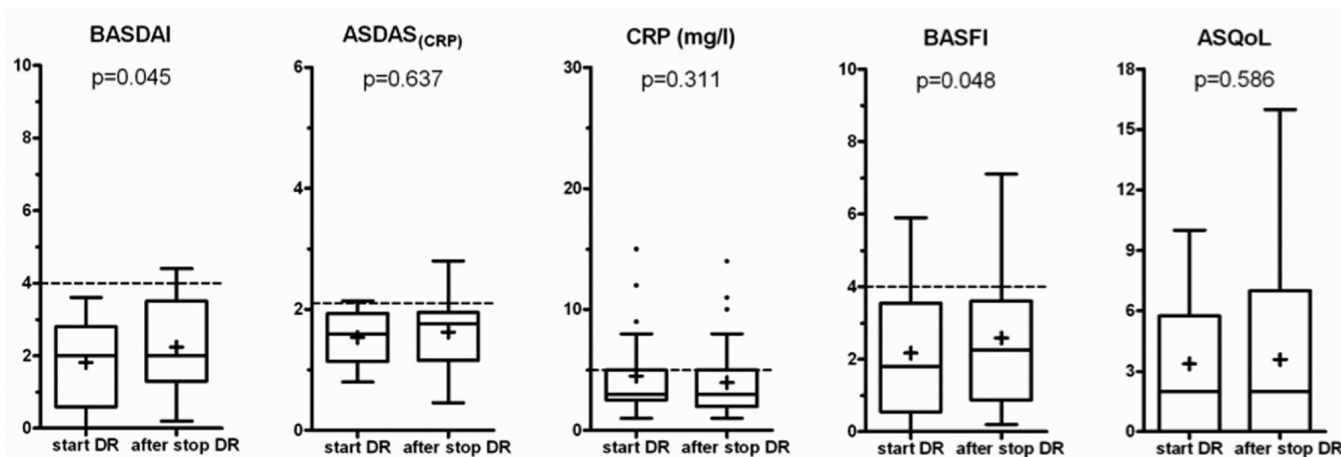 BASDAI
p=0.045
10
8
6
4
2
0
start DR after stop DR
ASDAS(CRP)
p=0.637
6
4
2
0
start DR after stop DR
CRP (mg/l)
p=0.311
30
20
10
0
start DR after stop DR
BASFI
p=0.048
10
8
6
4
2
0
start DR after stop DR
ASQoL
p=0.586
18
15
12
9
6
3
0
start DR after stop DR